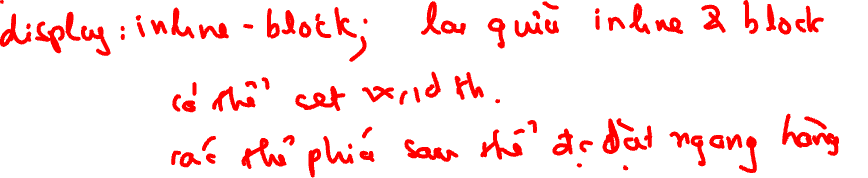 display: inline-block; lai giữa inline & block
có thể set width.
các thẻ phía sau thể đc đặt ngang hàng